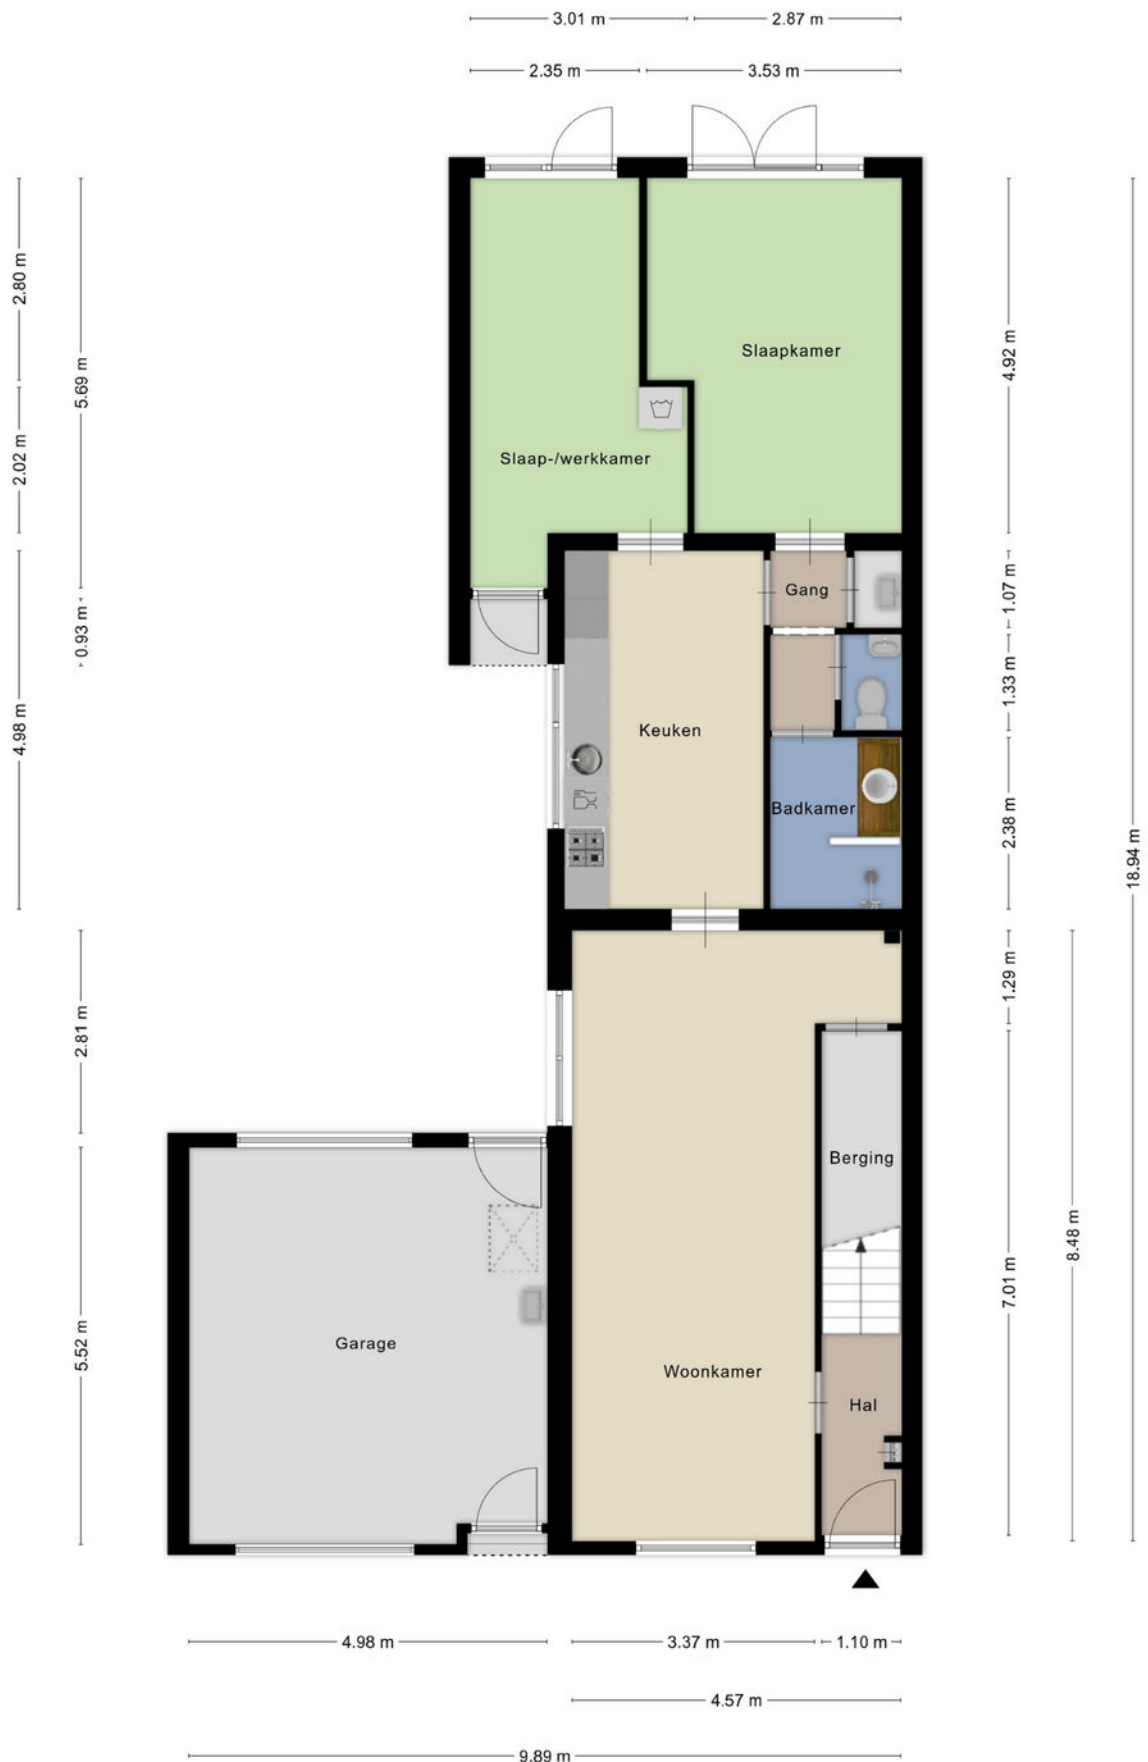 3.01 m
2.87 m
2.35 m
3.53 m
2.80 m
5.69 m
4.92 m
Slaapkamer
2.02 m
Slaap-/werkkamer
0.93 m
Gang
1.07 m
1.33 m
4.98 m
Keuken
Badkamer
2.38 m
18.94 m
1.29 m
2.81 m
Berging
8.48 m
7.01 m
5.52 m
Garage
Woonkamer
Hal
4.98 m
3.37 m
1.10 m
4.57 m
9.89 m